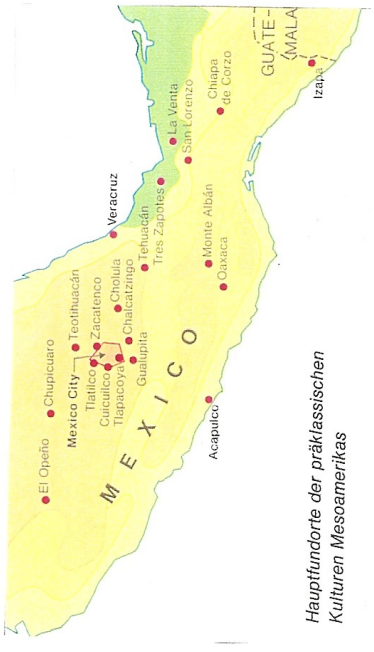 El Opeño
Chupicuaro
Mexico City
Teotihuacán
Zacatenco
Tlatilco
Cuicuilco
Tlapacoya
Cholula
Chalcatzingo
Gualupita
Veracruz
Tehuacán
Tres Zapotes
La Venta
San Lorenzo
Chiapa
de Corzo
Monte Albán
Oaxaca
Acapulco
MEXICO
GUATE-
MALA
Izapa
Hauptfundorte der präklassischen
Kulturen Mesoamerikas